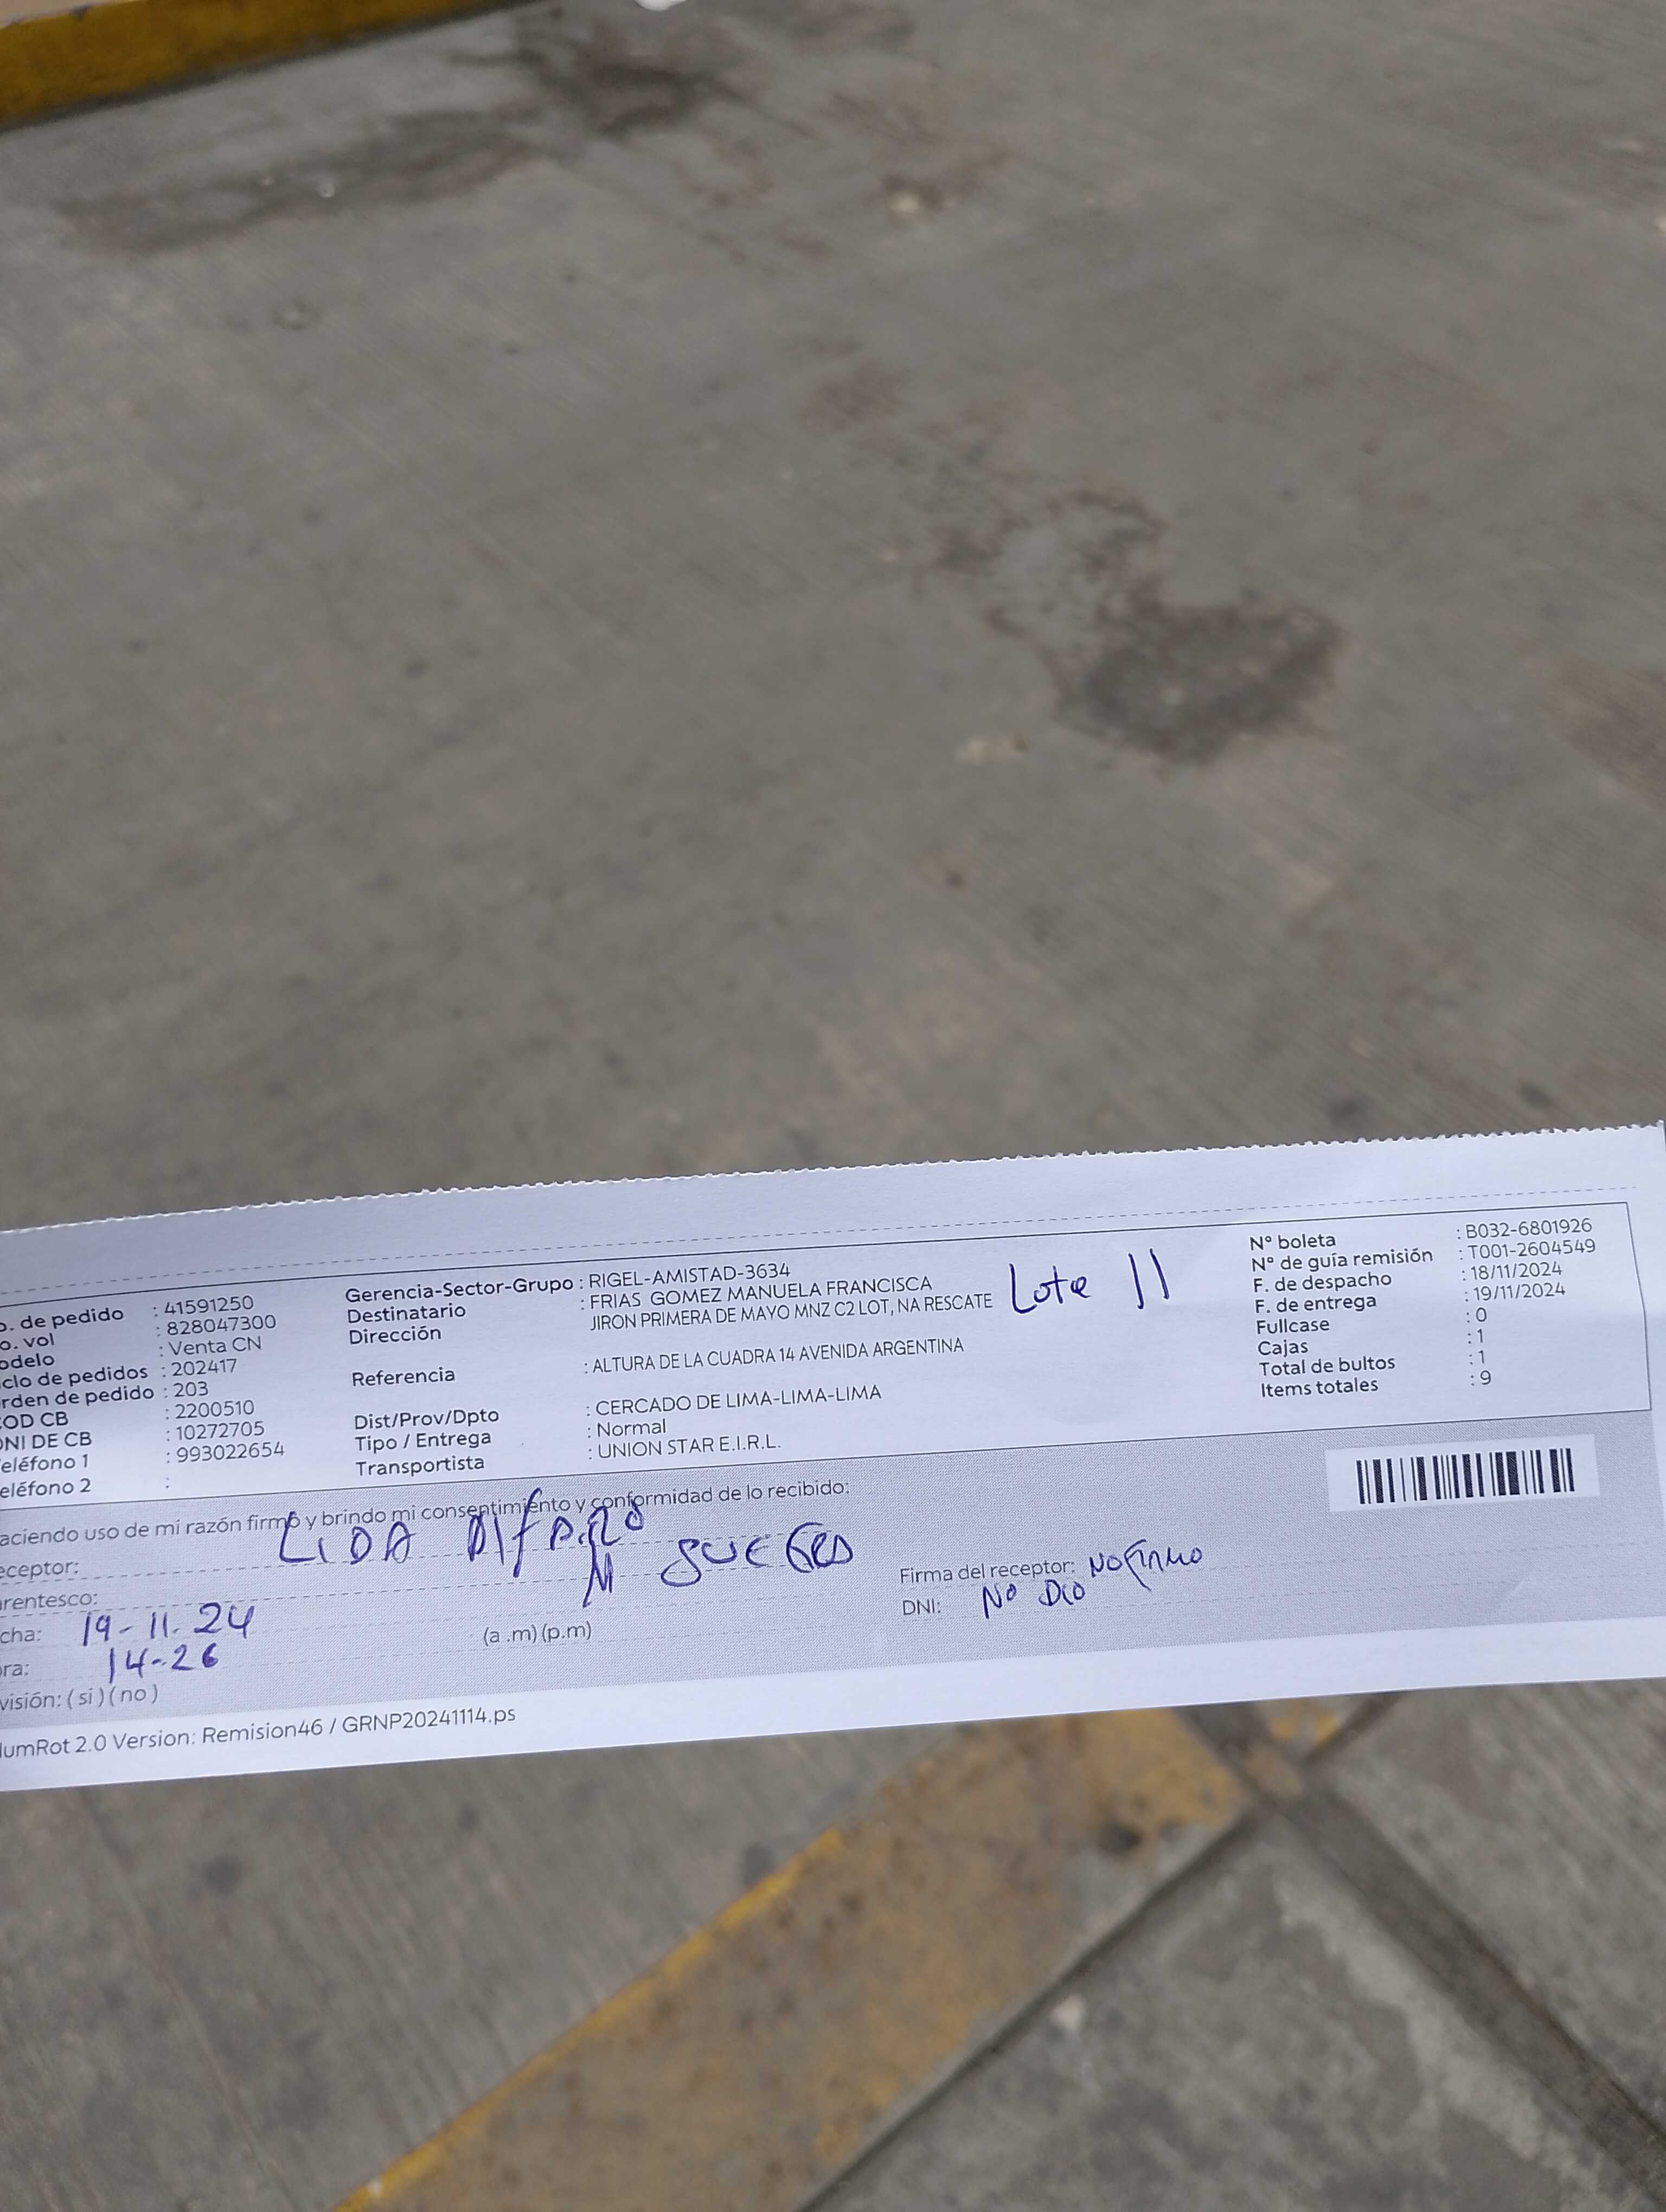 o. de pedido : 41591250
o. vol : 828047300
odelo : Venta CN
clo de pedidos : 202417
rden de pedido : 203
OD CB : 2200510
NI DE CB : 10272705
eléfono 1 : 993022654
eléfono 2 :
Gerencia-Sector-Grupo : RIGEL-AMISTAD-3634
Destinatario : FRIAS GOMEZ MANUELA FRANCISCA
Dirección JIRON PRIMERA DE MAYO MNZ C2 LOT, NA RESCATE Lote 11
Referencia : ALTURA DE LA CUADRA 14 AVENIDA ARGENTINA
Dist/Prov/Dpto : CERCADO DE LIMA-LIMA-LIMA
Tipo / Entrega : Normal
Transportista : UNION STAR E.I.R.L.
N° boleta : B032-6801926
N° de guía remisión : T001-2604549
F. de despacho : 18/11/2024
F. de entrega : 19/11/2024
Fullcase : 0
Cajas : 1
Total de bultos : 1
Items totales : 9
aciendo uso de mi razón firmo y brindo mi consentimiento y conformidad de lo recibido:
eceptor: LIDA Alfaro
rentesco: SUEGRA
cha: 19-11-24
ra: 14-26 (a .m) (p.m)
visión: ( si ) ( no )
Firma del receptor: NO FIRMO
DNI: NO DIO
lumRot 2.0 Version: Remision46 / GRNP20241114.ps